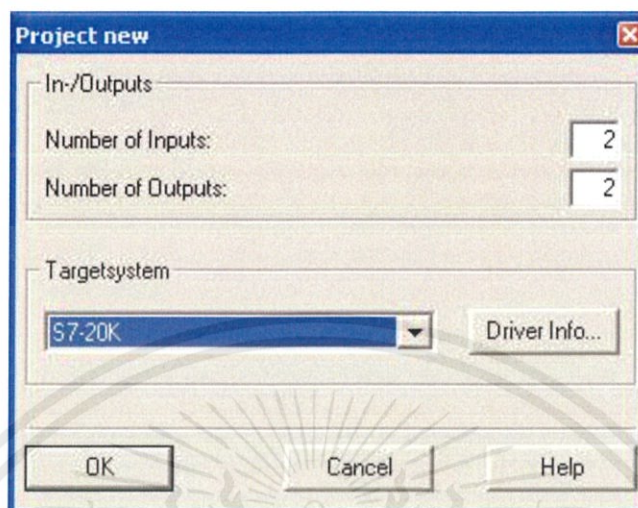 Project new
In-/Outputs
Number of Inputs: 2
Number of Outputs: 2
Targetsystem
S7-20K
Driver Info...
OK Cancel Help